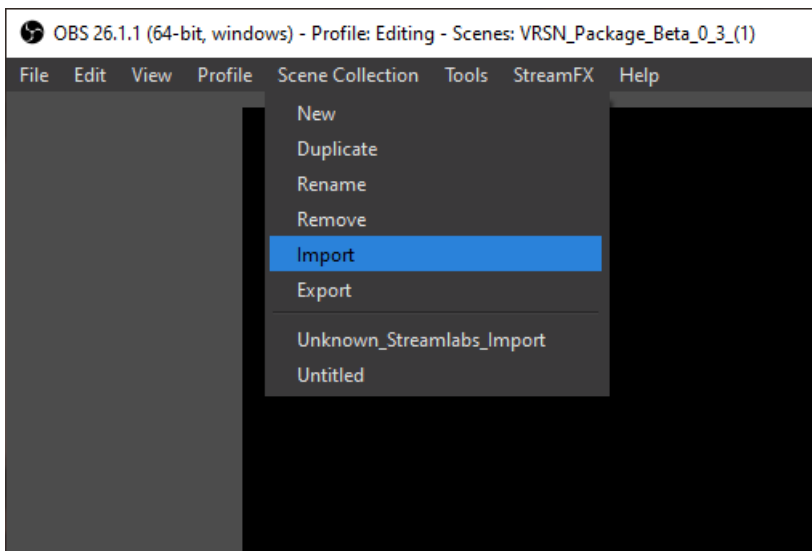 OBS 26.1.1 (64-bit, windows) - Profile: Editing - Scenes: VRSN_Package_Beta_0_3_(1)
File Edit View Profile Scene Collection Tools StreamFX Help
New
Duplicate
Rename
Remove
Import
Export
Unknown_Streamlabs_Import
Untitled